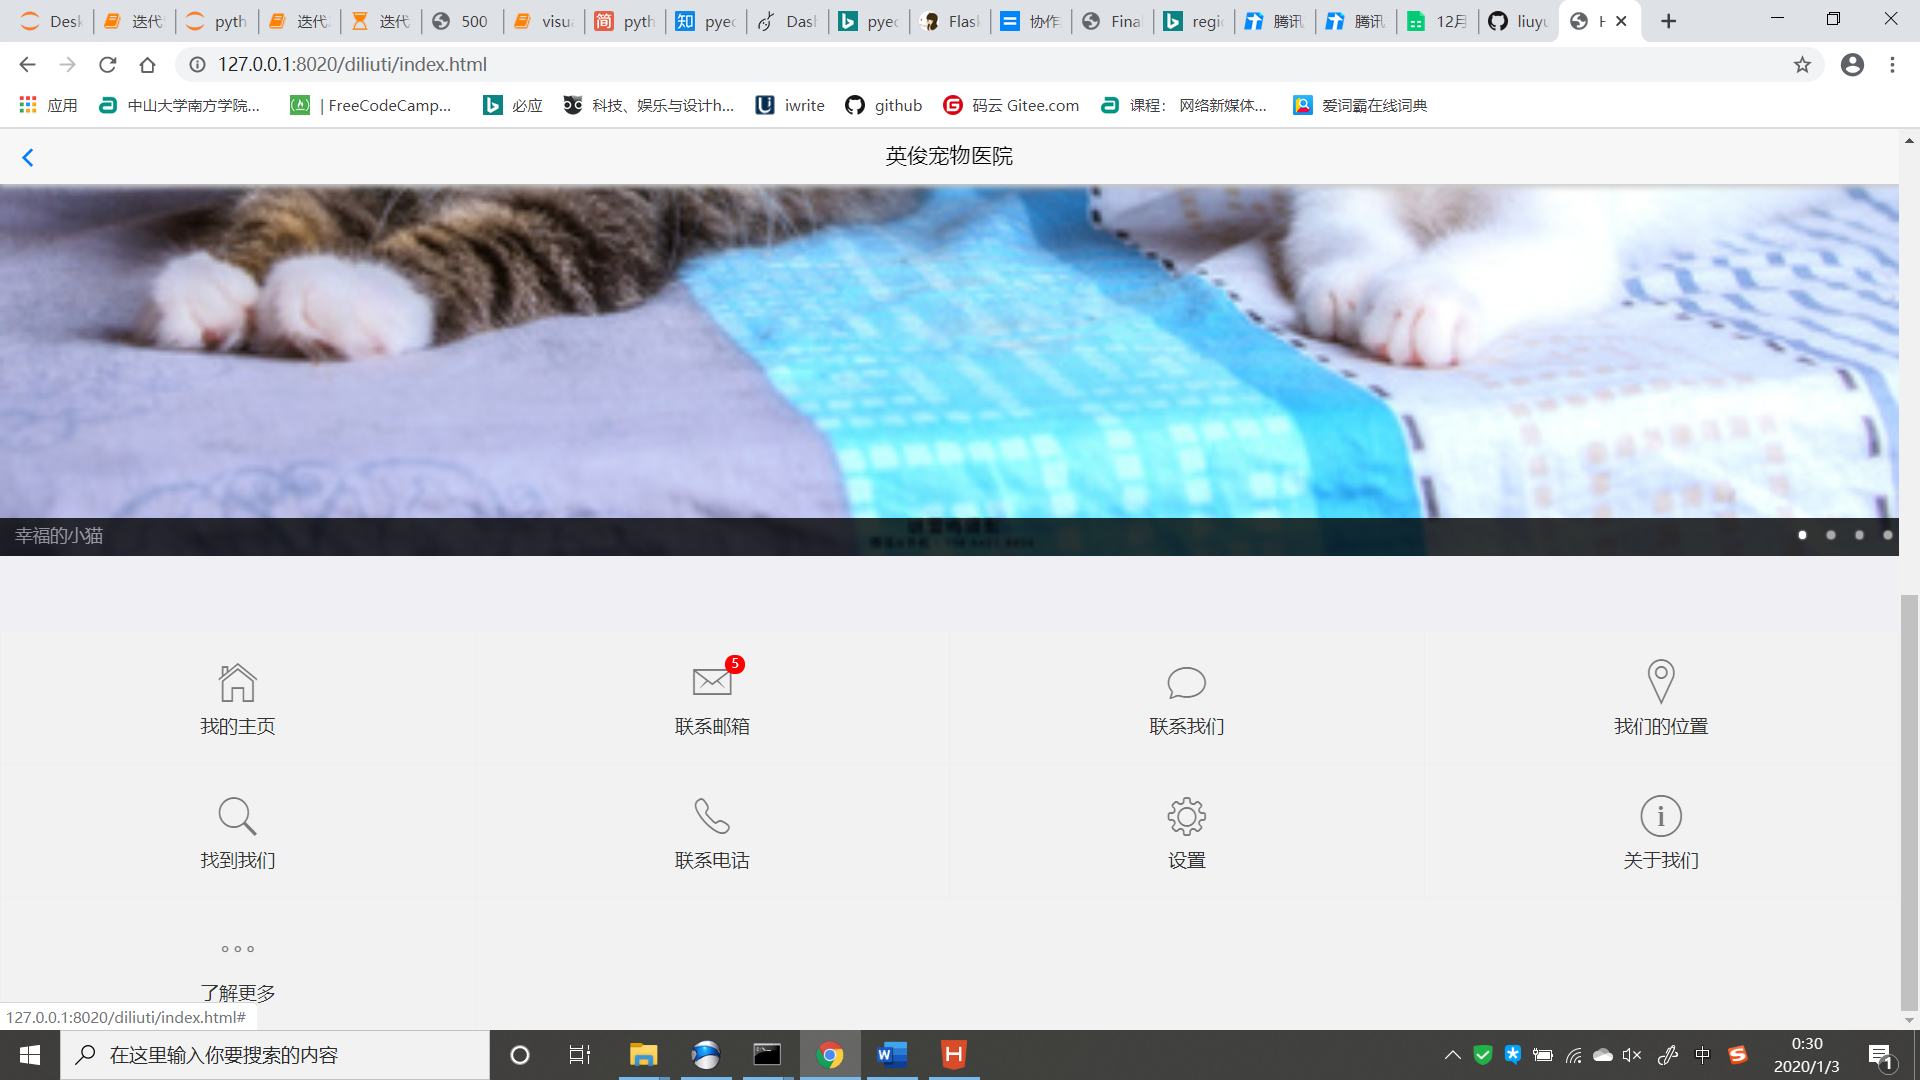 Desk
迭代
pyth
迭代
迭代
500
visua
pyth
pyec
Dash
pyec
Flask
协作
Final
regio
腾讯
腾讯
12月
liuyu
H
127.0.0.1:8020/diliuti/index.html
应用
中山大学南方学院...
| FreeCodeCamp...
必应
科技、娱乐与设计h...
iwrite
github
码云 Gitee.com
课程： 网络新媒体...
爱词霸在线词典
英俊宠物医院
幸福的小猫
我的主页
5
联系邮箱
联系我们
我们的位置
找到我们
联系电话
设置
关于我们
了解更多
127.0.0.1:8020/diliuti/index.html#
在这里输入你要搜索的内容
中
0:30
2020/1/3
1